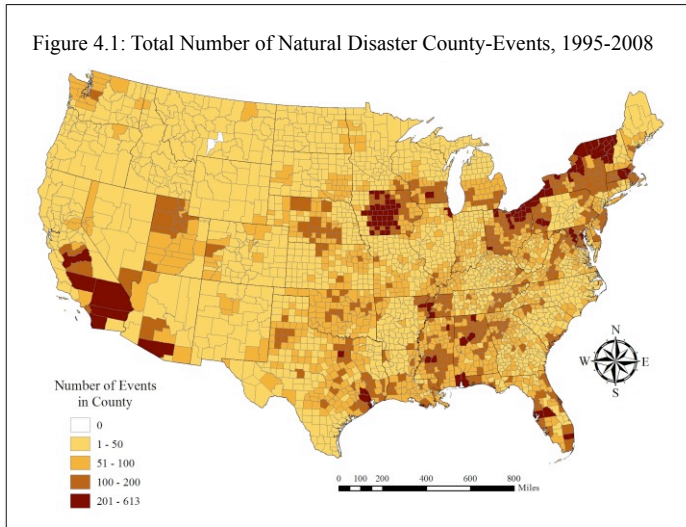 Figure 4.1: Total Number of Natural Disaster County-Events, 1995-2008
N
W
E
S
Number of Events
in County
0
1 - 50
51 - 100
100 - 200
201 - 613
0 100 200 400 600 800
Miles